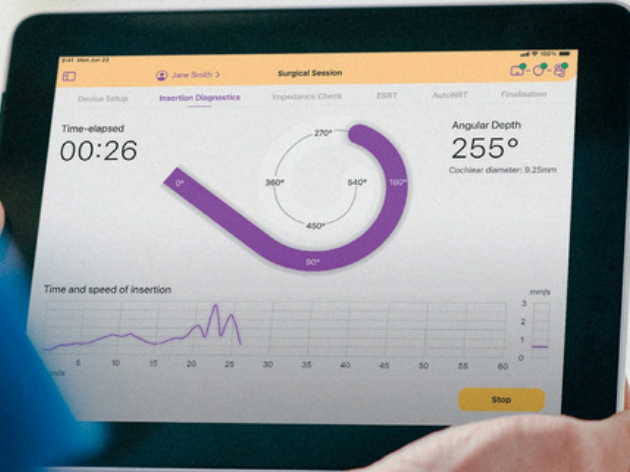 9:41 Mon Jun 22
100%
Jane Smith >
Surgical Session
Device Setup
Insertion Diagnostics
Impedance Check
ESRT
AutoNRT
Finalisation
Time-elapsed
00:26
Angular Depth
255°
Cochlear diameter: 9.25mm
270°
0°
360°
540°
180°
450°
90°
Time and speed of insertion
mm/s
3
2
1
0
5 10 15 20 25 30 35 40 45 50 55 60
Stop